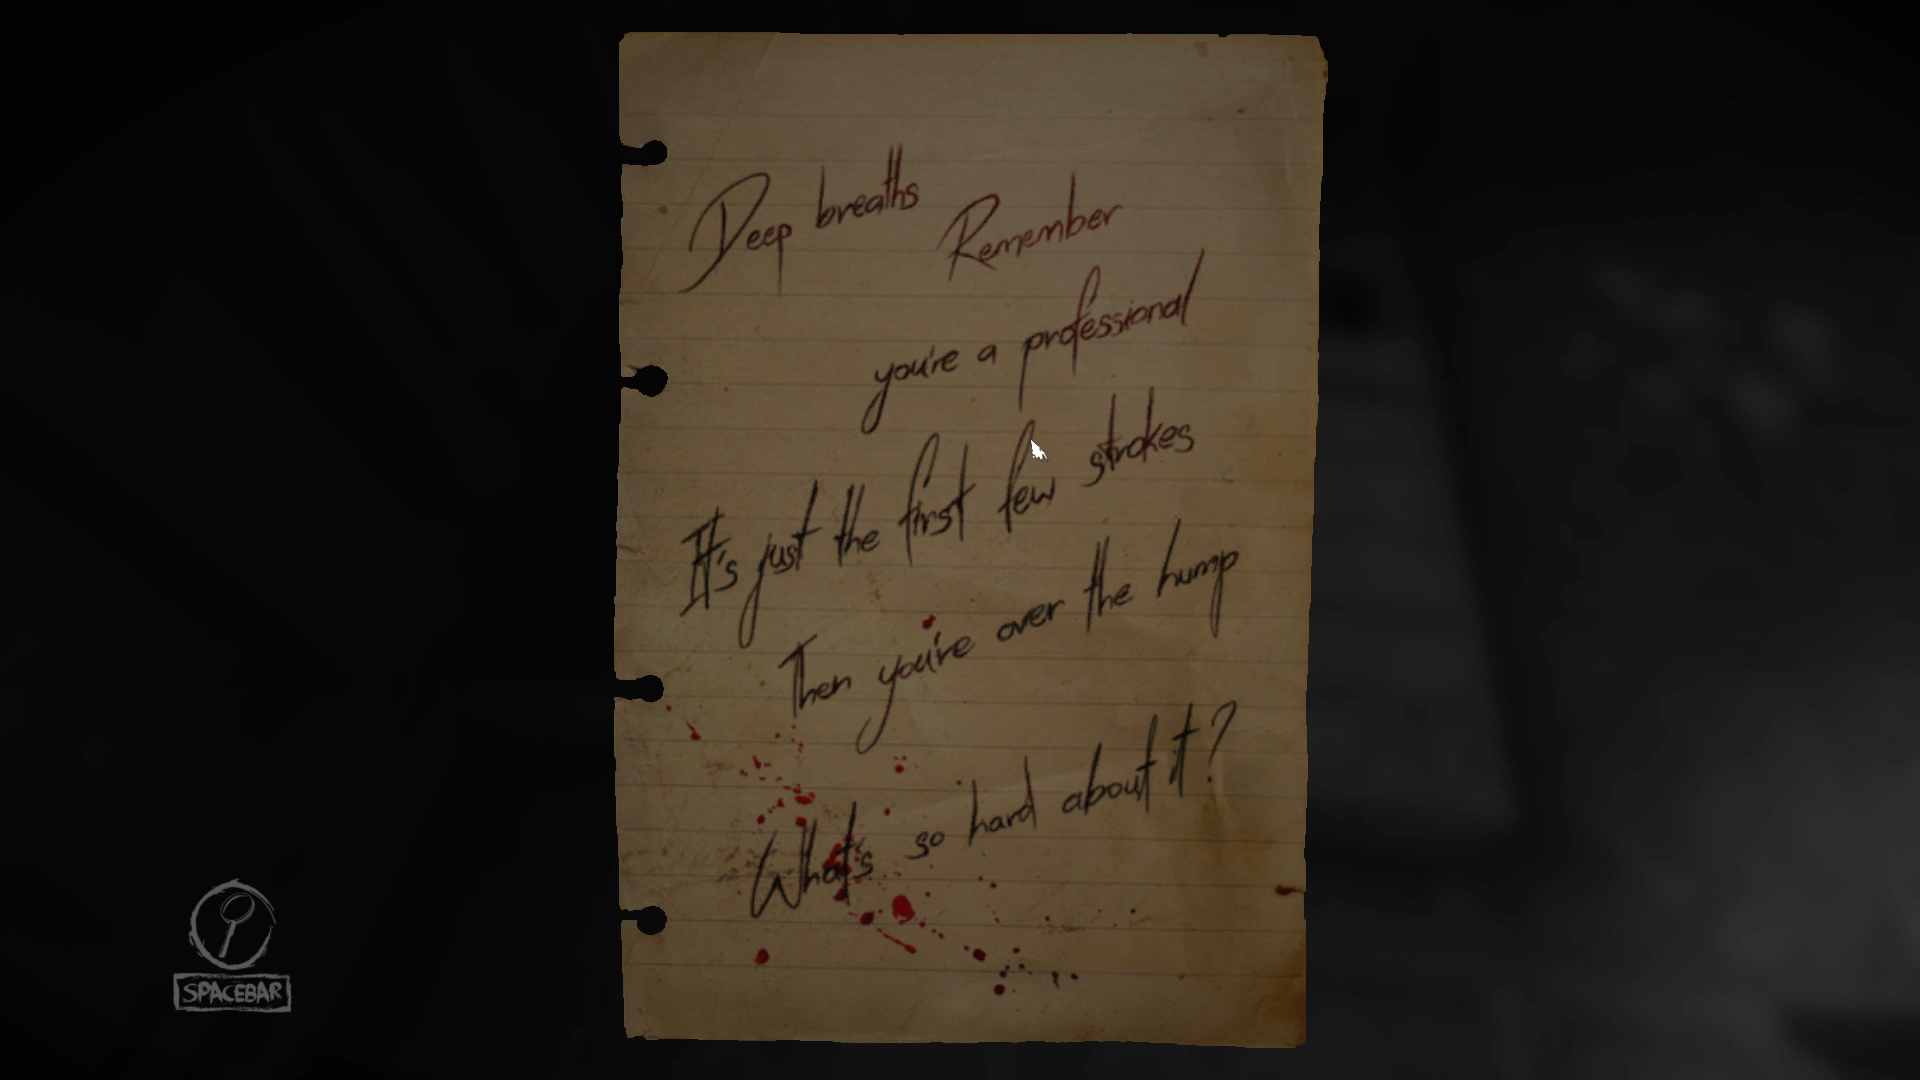 Deep breaths
Remember
you're a professional
It's just the first few strokes
Then you're over the hump
What's so hard about it?
SPACEBAR